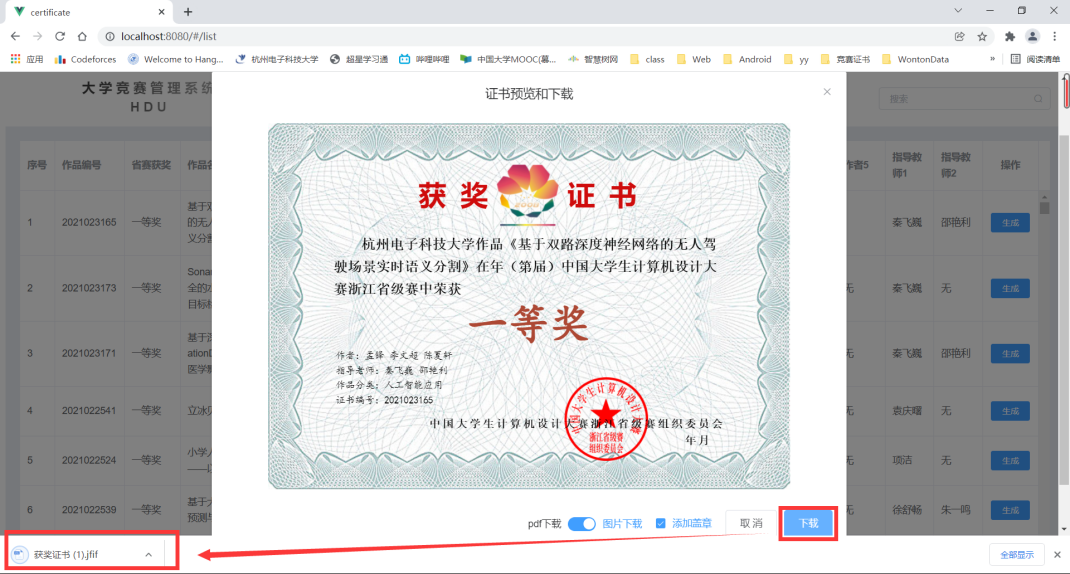 certificate
localhost:8080/#/list
应用 Codeforces Welcome to Hang... 杭州电子科技大学 超星学习通 哔哩哔哩 中国大学MOOC(慕... 智慧树网 class Web Android yy 竞赛证书 WontonData » 阅读清单
大学竞赛管理系统
HDU
搜索
证书预览和下载
序号 作品编号 省赛获奖 作品名 作者5 指导教师1 指导教师2 操作
1 2021023165 一等奖 基于双 的无人 义分割 无 秦飞巍 邵艳利 生成
2 2021023173 一等奖 Sona 全的水 目标检 无 秦飞巍 无 生成
3 2021023171 一等奖 基于深 ationD 医学 无 秦飞巍 邵艳利 生成
4 2021022541 一等奖 立冰 无 袁庆曙 无 生成
5 2021022524 一等奖 小学 —— 无 项洁 无 生成
6 2021022539 一等奖 基于 预测 无 徐舒畅 朱一鸣 生成
获奖 证书
杭州电子科技大学作品《基于双路深度神经网络的无人驾
驶场景实时语义分割》在年（第届）中国大学生计算机设计大
赛浙江省级赛中荣获
一等奖
作者：孟锋 李文超 陈夏轩
指导老师：秦飞巍 邵艳利
作品分类：人工智能应用
证书编号：2021023165
中国大学生计算机设计大赛浙江省级赛组织委员会
年月
中国大学生计算机设计大赛
浙江省级赛
组织委员会
pdf下载 图片下载 添加盖章 取消 下载
获奖证书 (1).jfif
全部显示